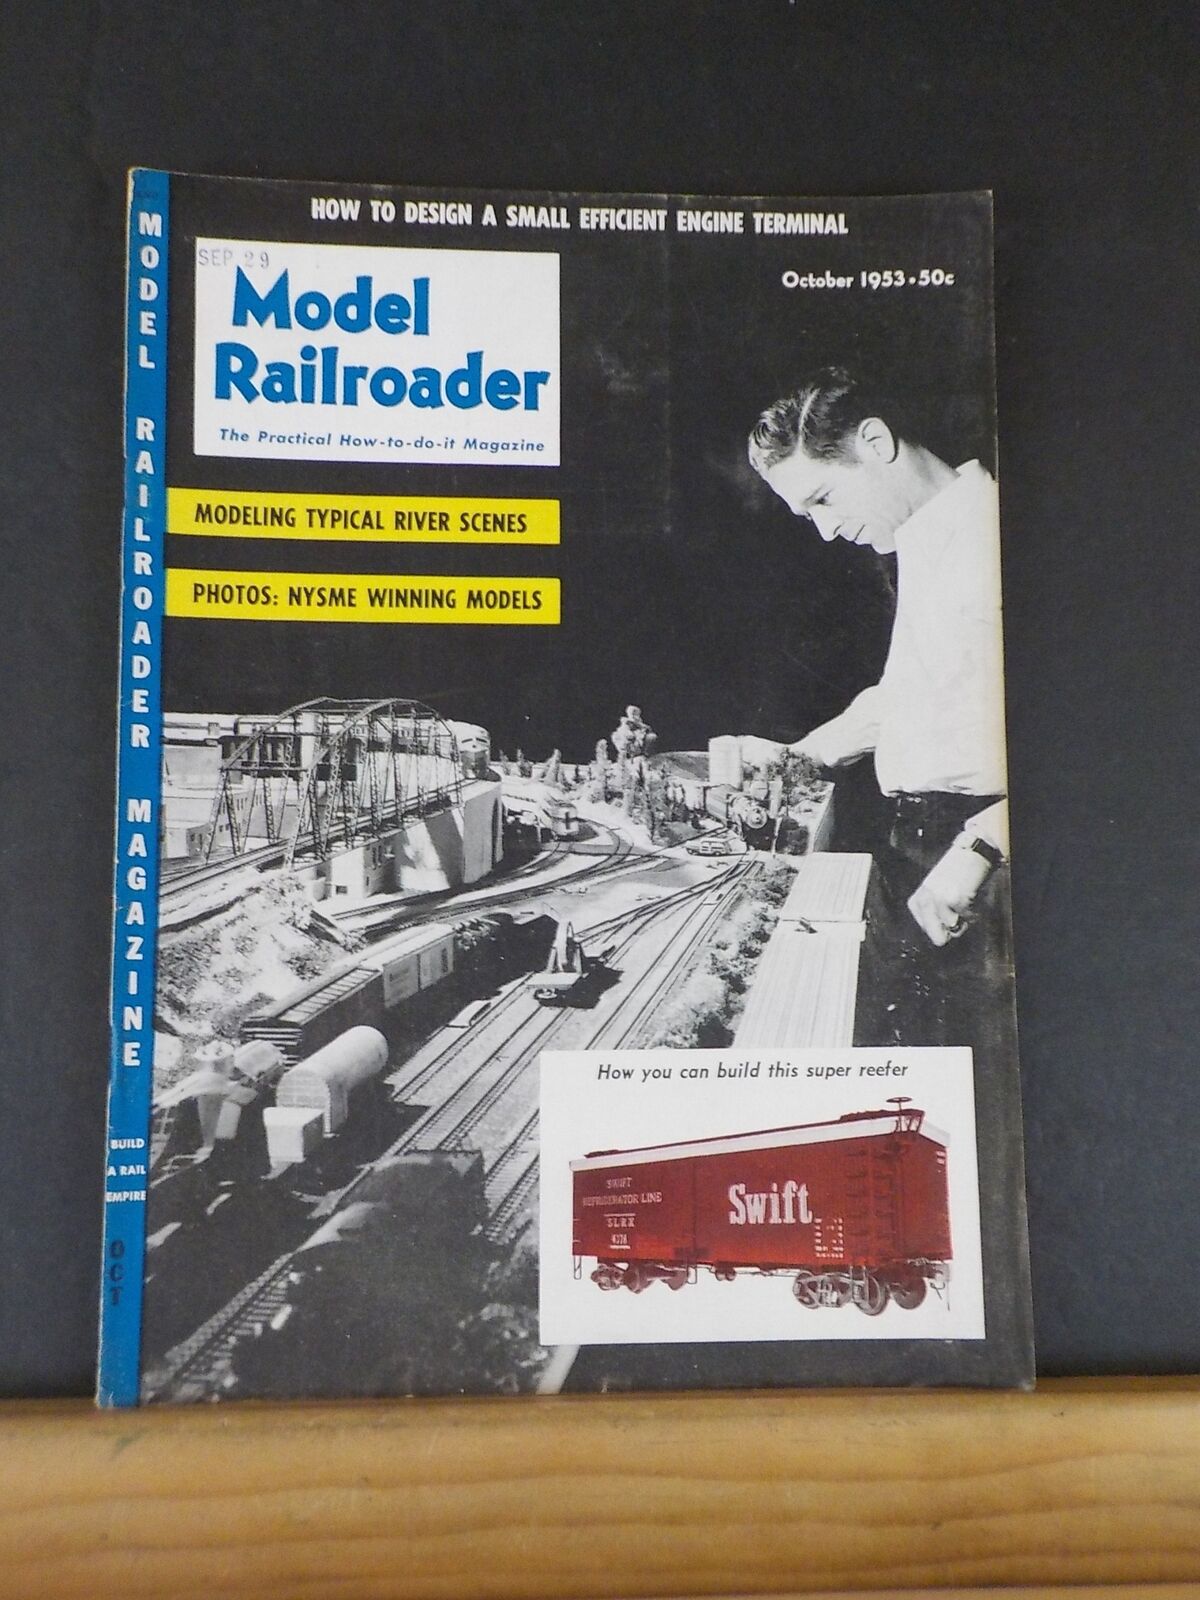 HOW TO DESIGN A SMALL EFFICIENT ENGINE TERMINAL
SEP 29
Model
Railroader
The Practical How-to-do-it Magazine
October 1953 • 50c
MODELING TYPICAL RIVER SCENES
PHOTOS: NYSME WINNING MODELS
MODEL RAILROADER MAGAZINE
BUILD
A RAIL
EMPIRE
OCT
How you can build this super reefer
SWIFT
REFRIGERATOR LINE
SLRX
Swift